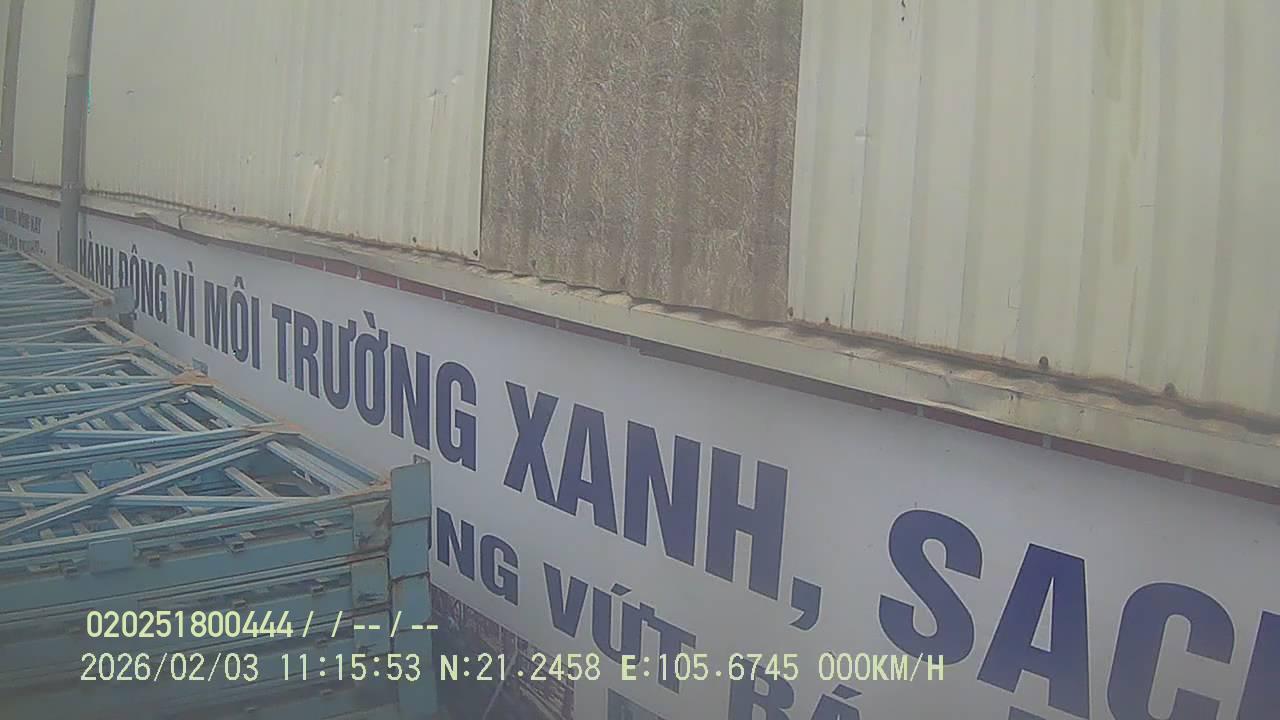 HÀNH ĐỘNG VÌ MÔI TRƯỜNG XANH, SẠCH
NG VỨT
020251800444 / / -- / --
2026/02/03 11:15:53 N:21.2458 E:105.6745 000KM/H